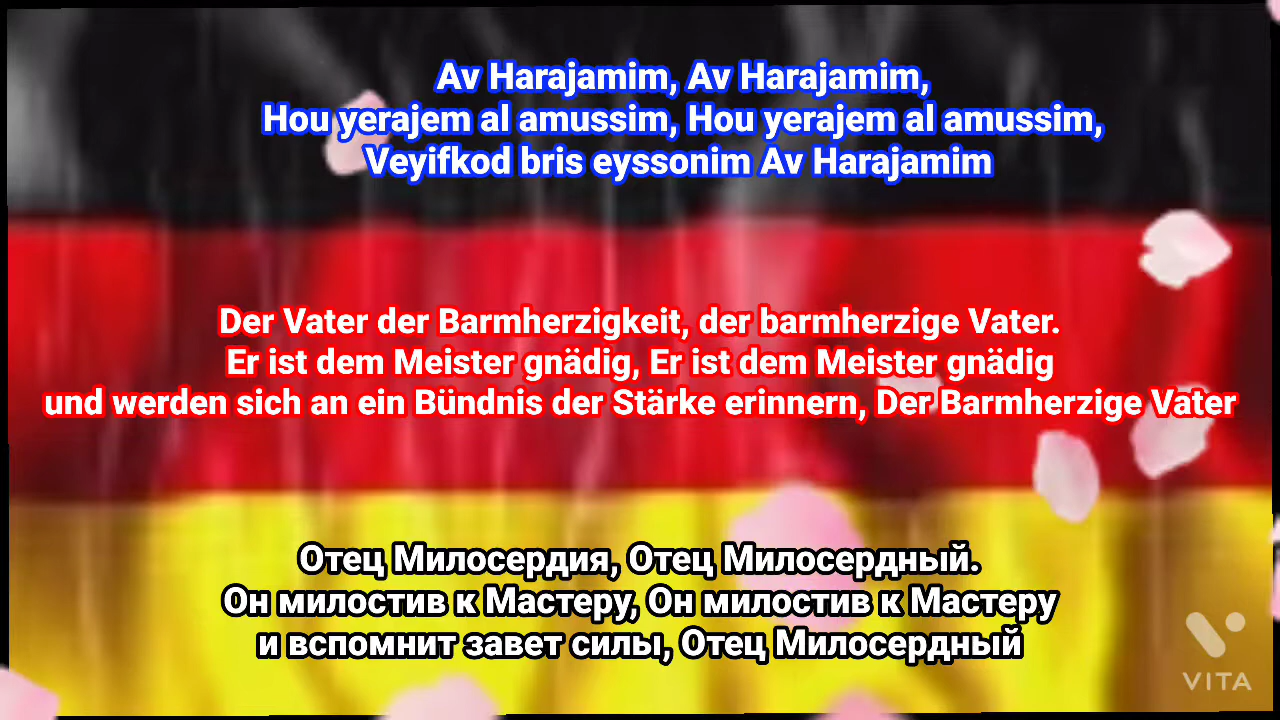 Av Harajamim, Av Harajamim,
Hou yerajem al amussim, Hou yerajem al amussim,
Veyifkod bris eyssonim Av Harajamim
Der Vater der Barmherzigkeit, der barmherzige Vater.
Er ist dem Meister gnädig, Er ist dem Meister gnädig
und werden sich an ein Bündnis der Stärke erinnern, Der Barmherzige Vater
Отец Милосердия, Отец Милосердный.
Он милостив к Мастеру, Он милостив к Мастеру
и вспомнит завет силы, Отец Милосердный
VITA